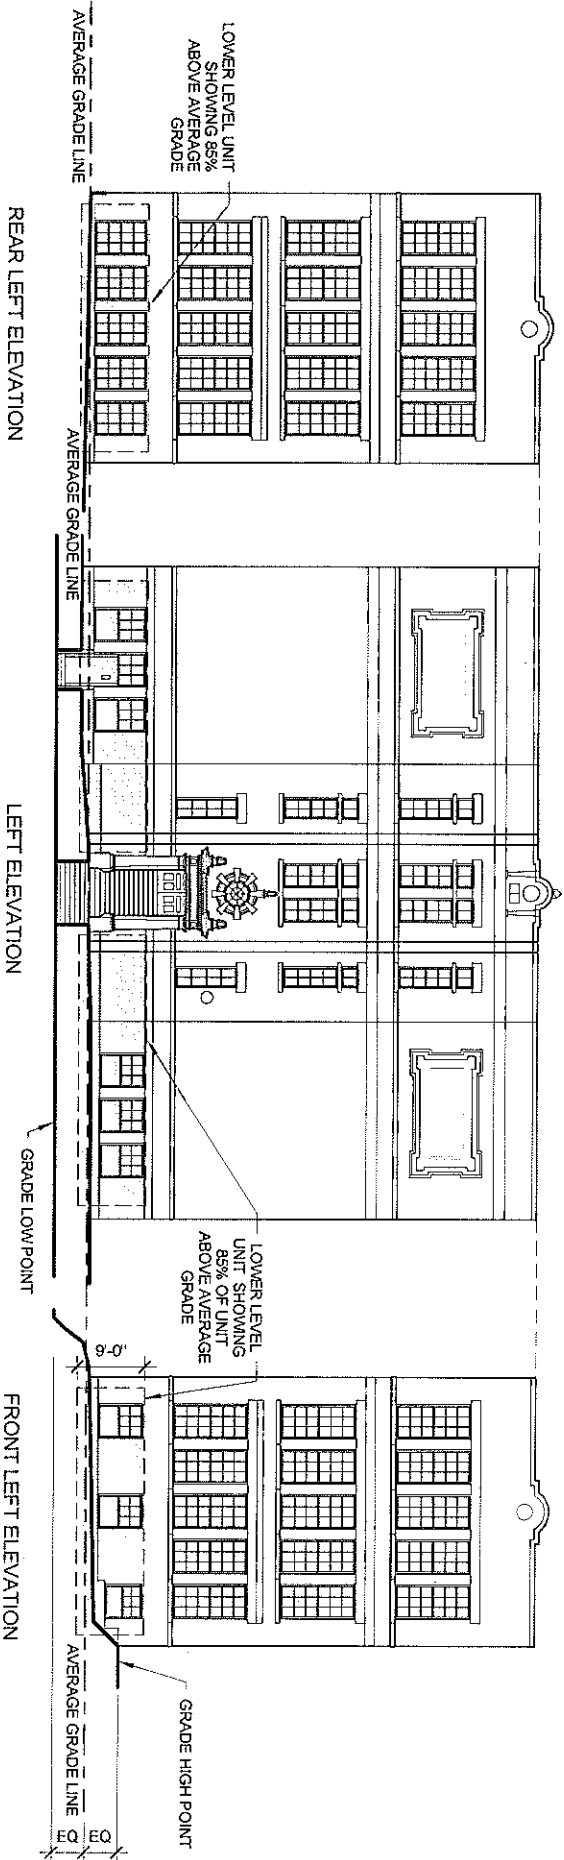 LOWER LEVEL UNIT
SHOWING 85%
ABOVE AVERAGE
GRADE
AVERAGE GRADE LINE
REAR LEFT ELEVATION
AVERAGE GRADE LINE
LEFT ELEVATION
GRADE LOW POINT
LOWER LEVEL
UNIT SHOWING
85% OF UNIT
ABOVE AVERAGE
GRADE
9'-0"
FRONT LEFT ELEVATION
GRADE HIGH POINT
AVERAGE GRADE LINE
EQ
EQ